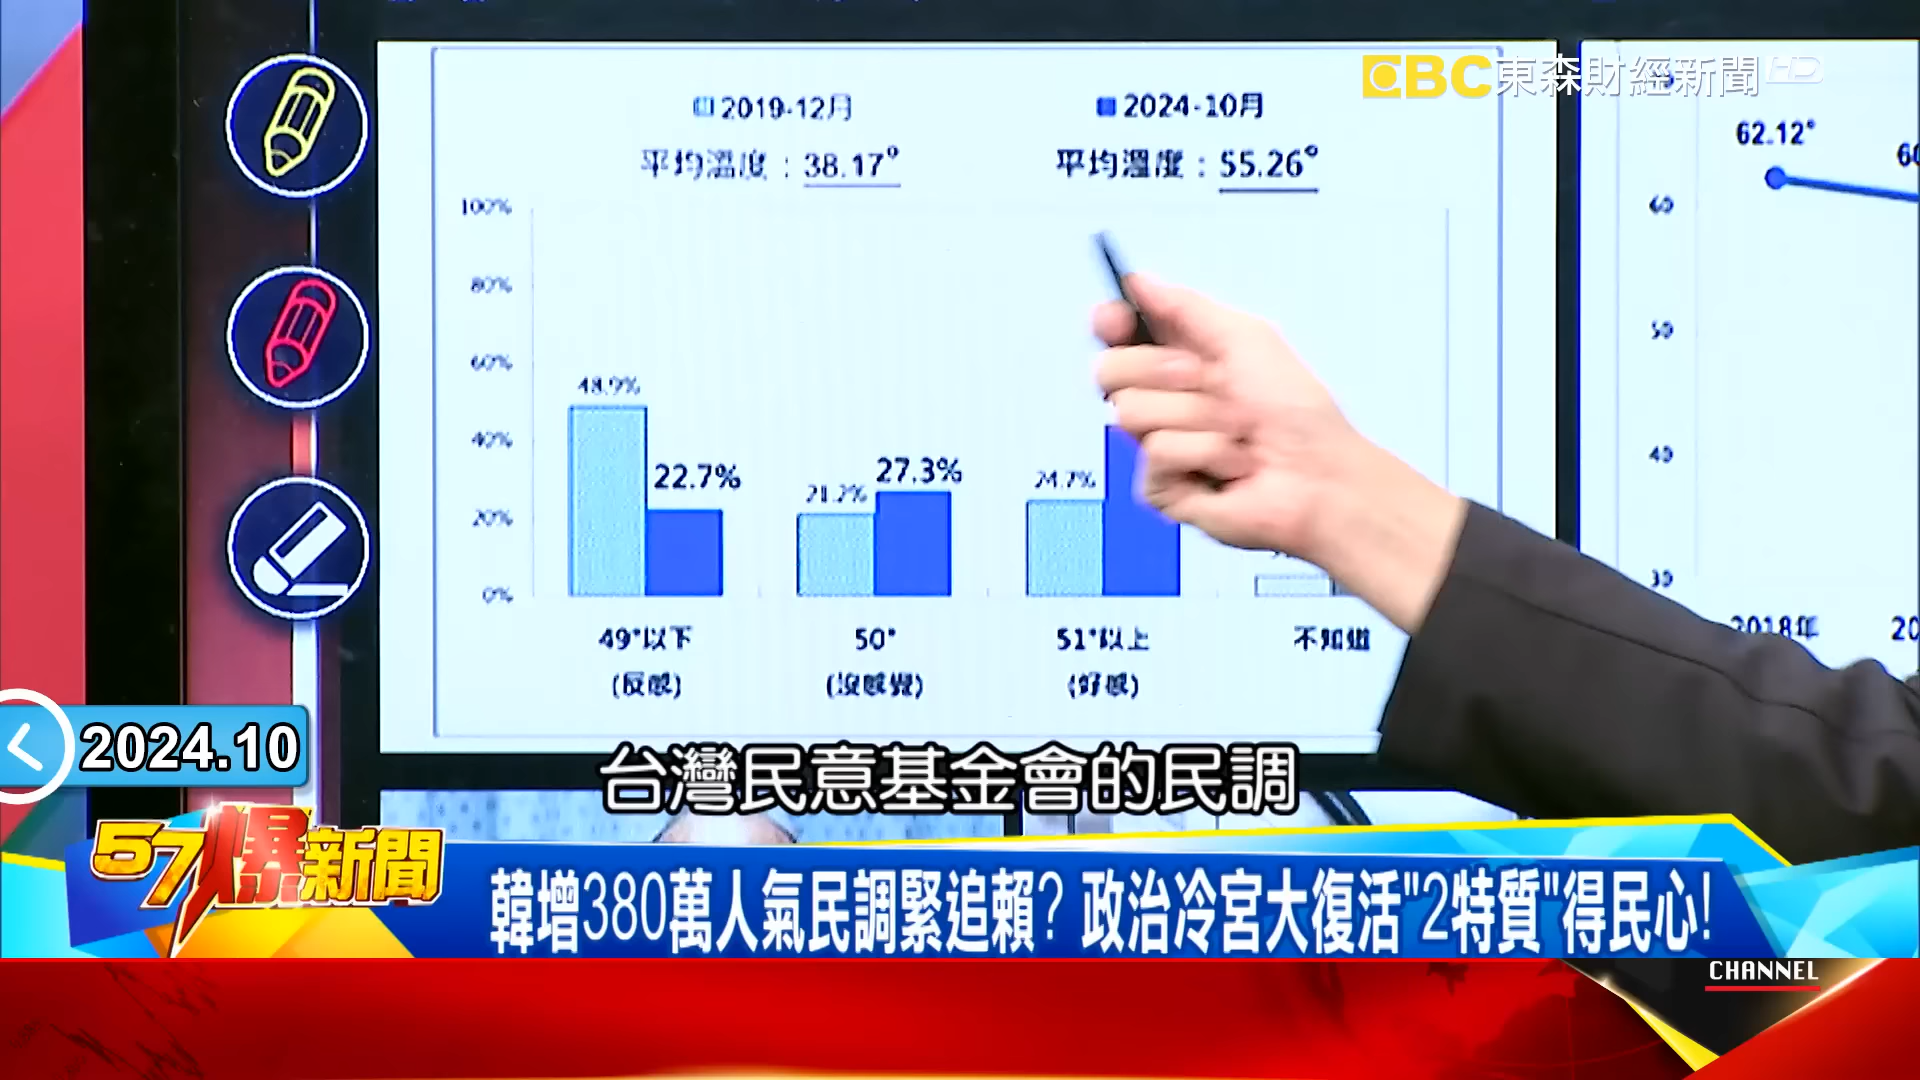 EBC 東森財經新聞 HD
2019-12月
2024-10月
平均溫度：38.17°
平均溫度：55.26°
100%
80%
60%
40%
20%
0%
48.9%
22.7%
21.2%
27.3%
24.7%
49°以下
(反感)
50°
(沒感覺)
51°以上
(好感)
不知道
62.12°
60
60
50
40
30
2018年
20
2024.10
台灣民意基金會的民調
57爆新聞
韓增380萬人氣民調緊追賴? 政治冷宮大復活"2特質"得民心!
CHANNEL